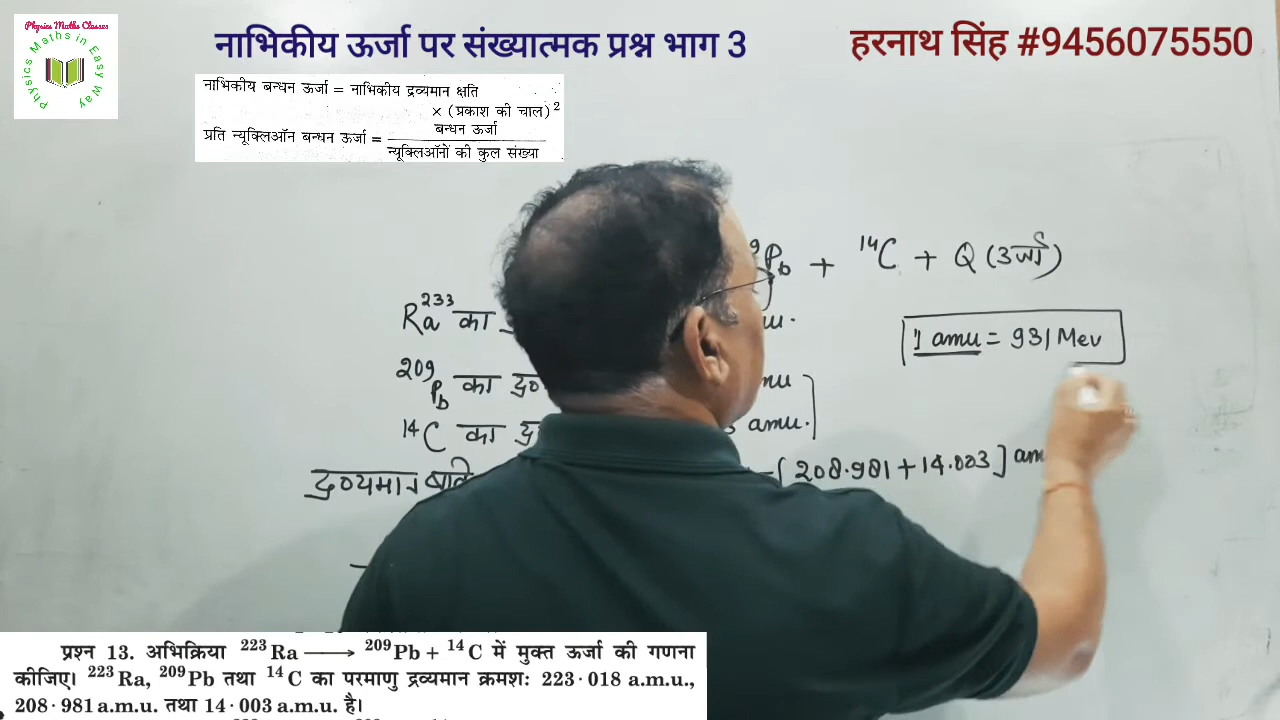 Physics Maths Classes
Physics Maths in Easy Way
नाभिकीय ऊर्जा पर संख्यात्मक प्रश्न भाग 3
हरनाथ सिंह #9456075550
नाभिकीय बन्धन ऊर्जा = नाभिकीय द्रव्यमान क्षति
× (प्रकाश की चाल)²
प्रति न्यूक्लिऑन बन्धन ऊर्जा = बन्धन ऊर्जा
न्यूक्लिऑनों की कुल संख्या
⁹Pb + ¹⁴C + Q (ऊर्जा)
Ra²³³ का
1 amu = 931 Mev
²⁰⁹Pb का
¹⁴C का amu.
द्रव्यमान [208.981 + 14.003] am
प्रश्न 13. अभिक्रिया ²²³Ra ⟶ ²⁰⁹Pb + ¹⁴C में मुक्त ऊर्जा की गणना
कीजिए। ²²³Ra, ²⁰⁹Pb तथा ¹⁴C का परमाणु द्रव्यमान क्रमशः 223·018 a.m.u.,
208·981 a.m.u. तथा 14·003 a.m.u. है।